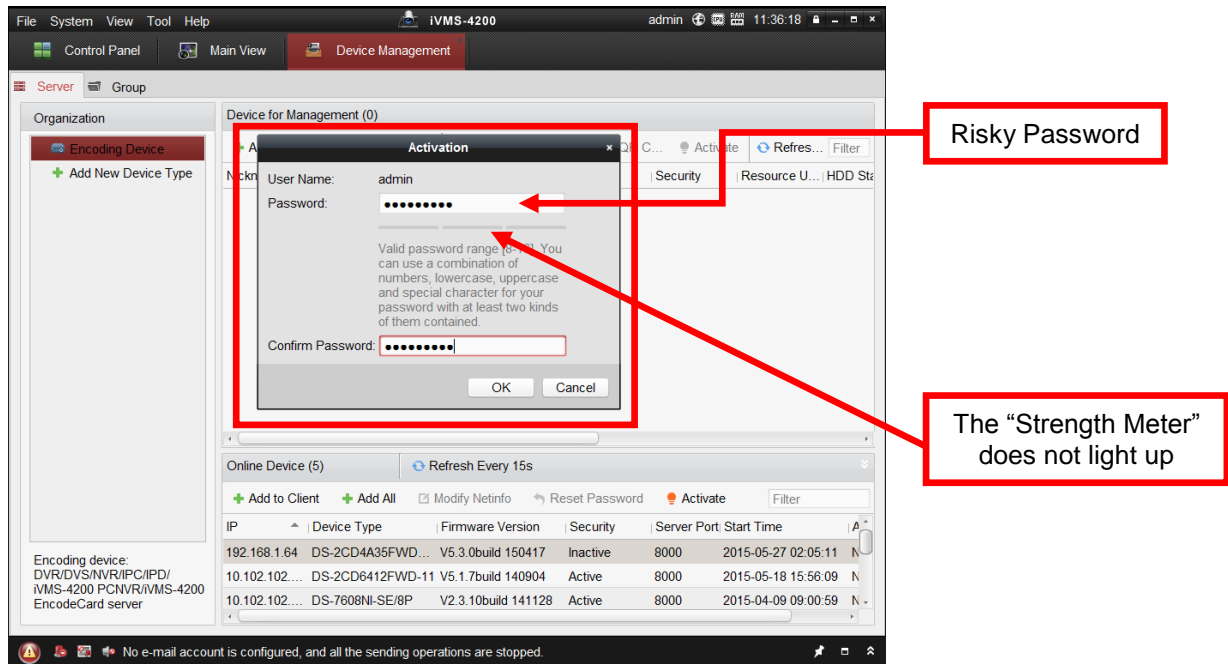 File System View Tool Help iVMS-4200 admin 11:36:18
Control Panel Main View Device Management
Server Group
Organization
Encoding Device
Add New Device Type
Encoding device:
DVR/DVS/NVR/IPC/IPD/
iVMS-4200 PCNVR/iVMS-4200
EncodeCard server
Device for Management (0)
Activate Refres... Filter
Security Resource U... HDD Sta
Activation
User Name: admin
Password: ●●●●●●●●●
Valid password range You
can use a combination of
numbers, lowercase, uppercase
and special character for your
password with at least two kinds
of them contained.
Confirm Password: ●●●●●●●●●
OK Cancel
Risky Password
The “Strength Meter”
does not light up
Online Device (5) Refresh Every 15s
Add to Client Add All Modify Netinfo Reset Password Activate Filter
IP Device Type Firmware Version Security Server Port Start Time A
192.168.1.64 DS-2CD4A35FWD... V5.3.0build 150417 Inactive 8000 2015-05-27 02:05:11 N
10.102.102.... DS-2CD6412FWD-11 V5.1.7build 140904 Active 8000 2015-05-18 15:56:09 N
10.102.102.... DS-7608NI-SE/8P V2.3.10build 141128 Active 8000 2015-04-09 09:00:59 N
No e-mail account is configured, and all the sending operations are stopped.